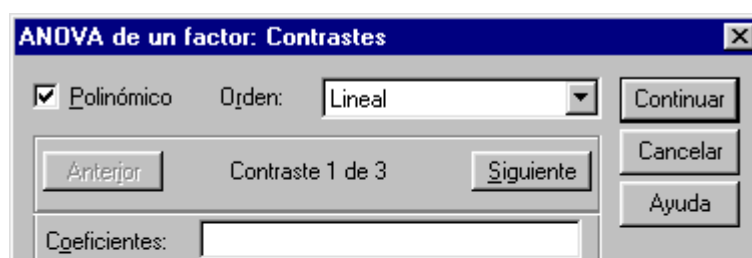 ANOVA de un factor: Contrastes
Polinómico Orden: Lineal Continuar
Cancelar
Anterior Contraste 1 de 3 Siguiente
Ayuda
Coeficientes: